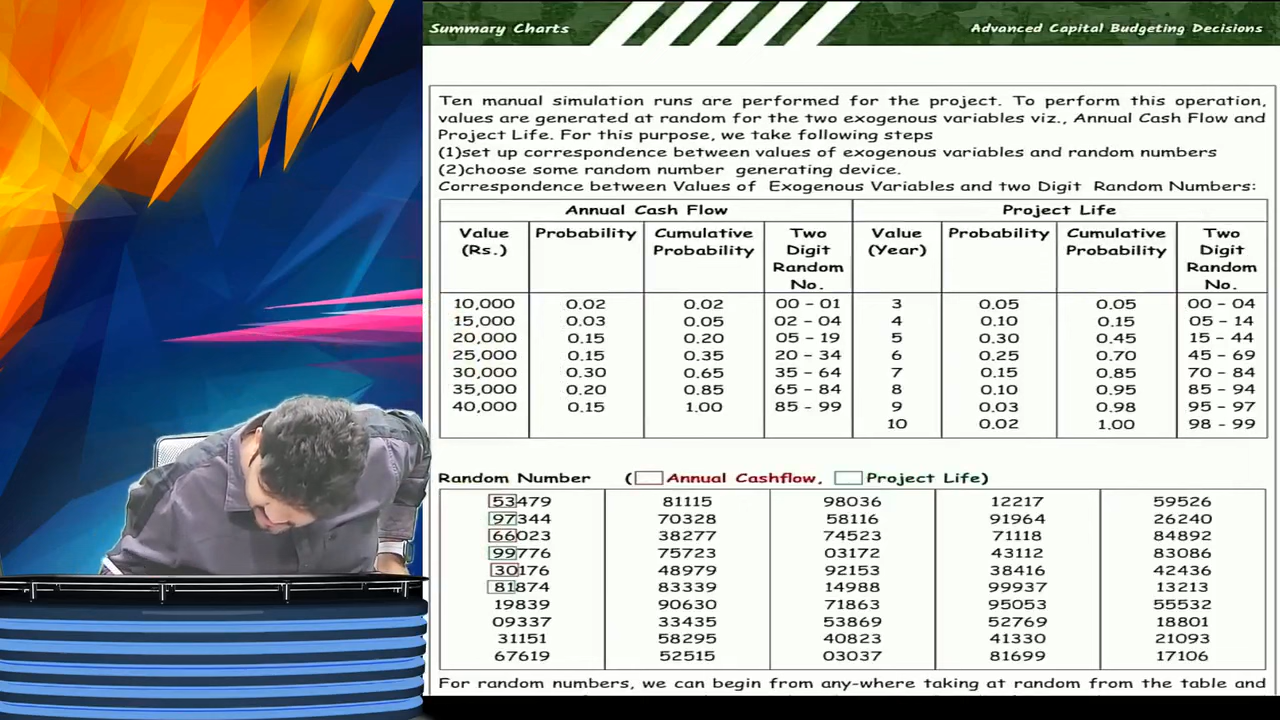 Summary Charts
Advanced Capital Budgeting Decisions
Ten manual simulation runs are performed for the project. To perform this operation,
values are generated at random for the two exogenous variables viz., Annual Cash Flow and
Project Life. For this purpose, we take following steps
(1)set up correspondence between values of exogenous variables and random numbers
(2)choose some random number generating device.
Correspondence between Values of Exogenous Variables and two Digit Random Numbers:
Annual Cash Flow Project Life
Value (Rs.) Probability Cumulative Probability Two Digit Random No. Value (Year) Probability Cumulative Probability Two Digit Random No.
10,000 0.02 0.02 00 - 01 3 0.05 0.05 00 - 04
15,000 0.03 0.05 02 - 04 4 0.10 0.15 05 - 14
20,000 0.15 0.20 05 - 19 5 0.30 0.45 15 - 44
25,000 0.15 0.35 20 - 34 6 0.25 0.70 45 - 69
30,000 0.30 0.65 35 - 64 7 0.15 0.85 70 - 84
35,000 0.20 0.85 65 - 84 8 0.10 0.95 85 - 94
40,000 0.15 1.00 85 - 99 9 0.03 0.98 95 - 97
10 0.02 1.00 98 - 99
Random Number ( Annual Cashflow, Project Life)
53479 81115 98036 12217 59526
97344 70328 58116 91964 26240
66023 38277 74523 71118 84892
99776 75723 03172 43112 83086
30176 48979 92153 38416 42436
81874 83339 14988 99937 13213
19839 90630 71863 95053 55532
09337 33435 53869 52769 18801
31151 58295 40823 41330 21093
67619 52515 03037 81699 17106
For random numbers, we can begin from any-where taking at random from the table and